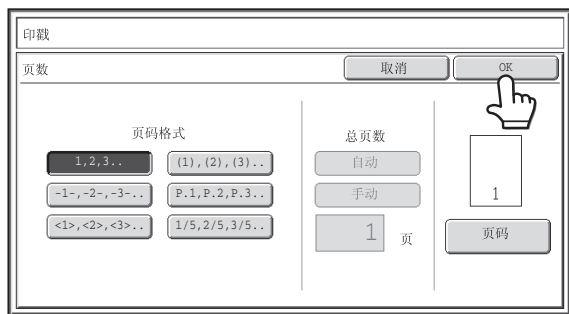 印戳
页数 取消 OK
页码格式 总页数
1,2,3.. (1),(2),(3).. 自动
-1-,-2-,-3-.. P.1,P.2,P.3.. 手动 1
<1>,<2>,<3>.. 1/5,2/5,3/5.. 1 页 页码